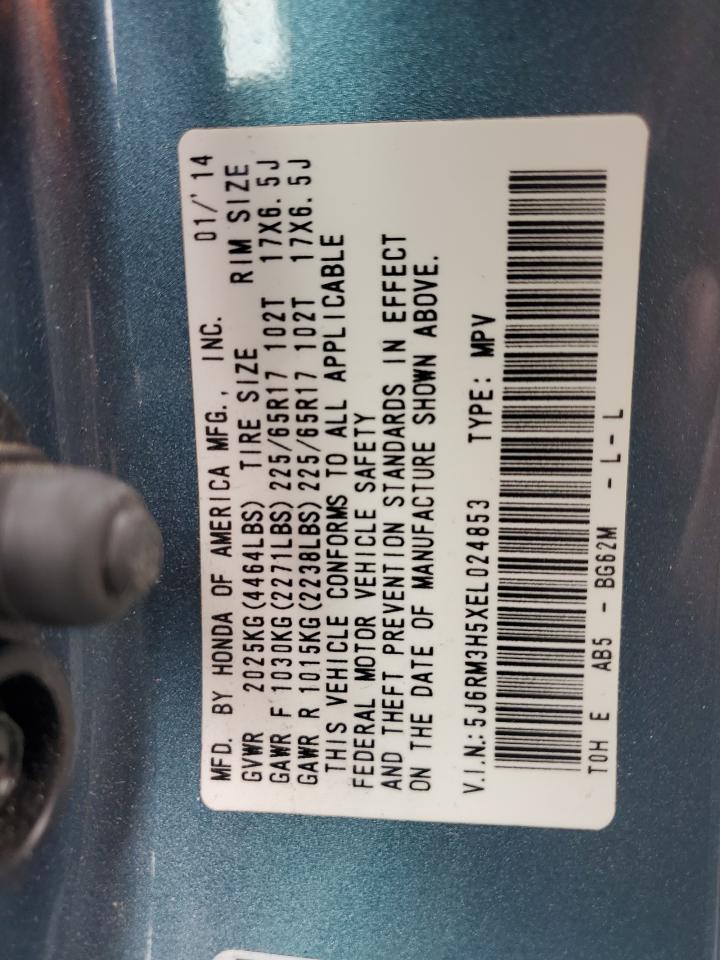 MFD. BY HONDA OF AMERICA MFG., INC. 01/'14
GVWR 2025KG(4464LBS) TIRE SIZE RIM SIZE
GAWR F 1030KG(2271LBS) 225/65R17 102T 17X6.5J
GAWR R 1015KG(2238LBS) 225/65R17 102T 17X6.5J
THIS VEHICLE CONFORMS TO ALL APPLICABLE
FEDERAL MOTOR VEHICLE SAFETY
AND THEFT PREVENTION STANDARDS IN EFFECT
ON THE DATE OF MANUFACTURE SHOWN ABOVE.
V.I.N.:5J6RM3H5XEL024853 TYPE: MPV
TOH E AB5 - BG62M - L - L